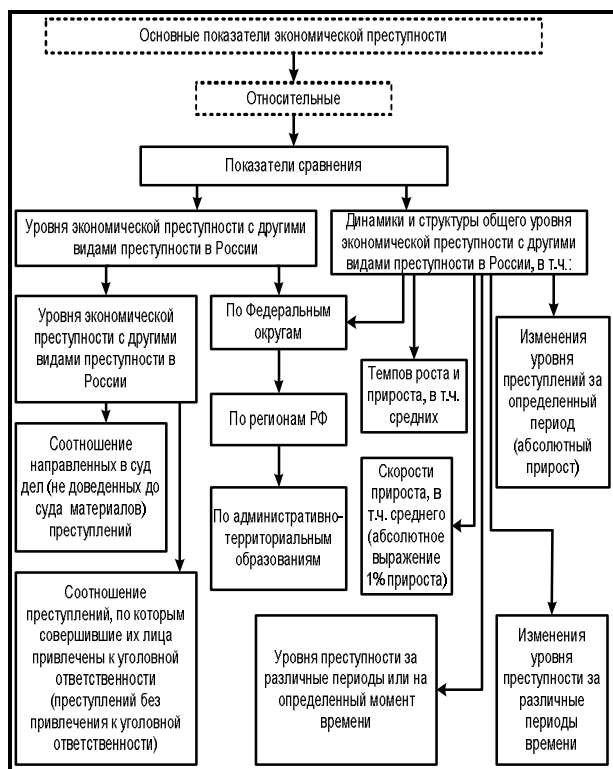 Основные показатели экономической преступности
Относительные
Показатели сравнения
Уровня экономической преступности с другими
видами преступности в России
Динамики и структуры общего уровня
экономической преступности с другими
видами преступности в России, в т.ч.:
Уровня экономической
преступности с другими
видами преступности в
России
По Федеральным
округам
Темпов роста и
прироста, в т.ч.
средних
Изменения
уровня
преступлений за
определенный
период
(абсолютный
прирост)
По регионам РФ
Соотношение
направленных в суд
дел (не доведенных до
суда материалов)
преступлений
По административно-
территориальным
образованиям
Скорости
прироста, в
т.ч. среднего
(абсолютное
выражение
1% прироста)
Соотношение
преступлений, по которым
совершившие их лица
привлечены к уголовной
ответственности
(преступлений без
привлечения к уголовной
ответственности)
Уровня преступности за
различные периоды или на
определенный момент
времени
Изменения
уровня
преступности за
различные
периоды
времени